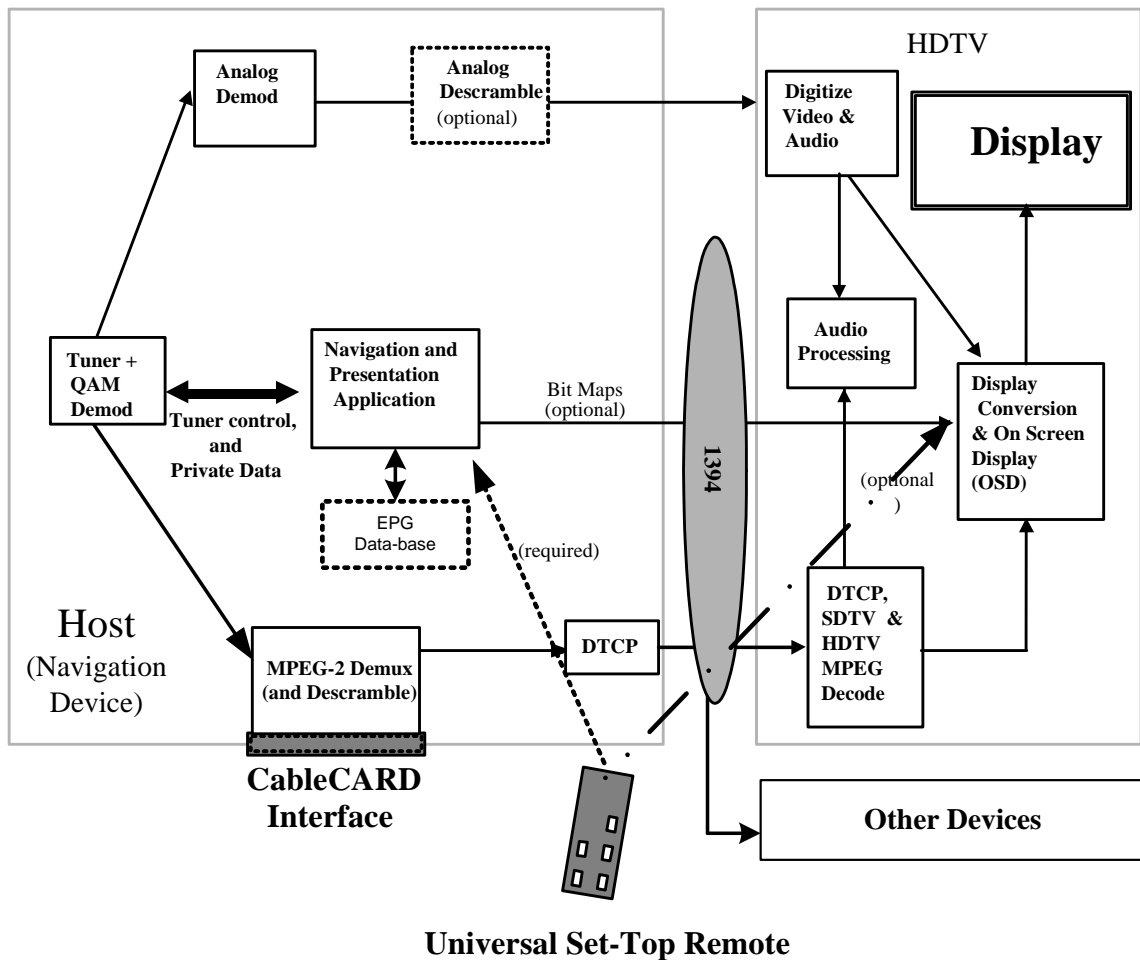 HDTV
Analog
Demod
Analog
Descramble
(optional)
Digitize
Video &
Audio
Display
Tuner +
QAM
Demod
Tuner control,
and
Private Data
Navigation and
Presentation
Application
Bit Maps
(optional)
1394
Audio
Processing
Display
Conversion
& On Screen
Display
(OSD)
(optional
)
EPG
Data-base
(required)
Host
(Navigation
Device)
MPEG-2 Demux
(and Descramble)
DTCP
DTCP,
SDTV &
HDTV
MPEG
Decode
CableCARD
Interface
Other Devices
Universal Set-Top Remote